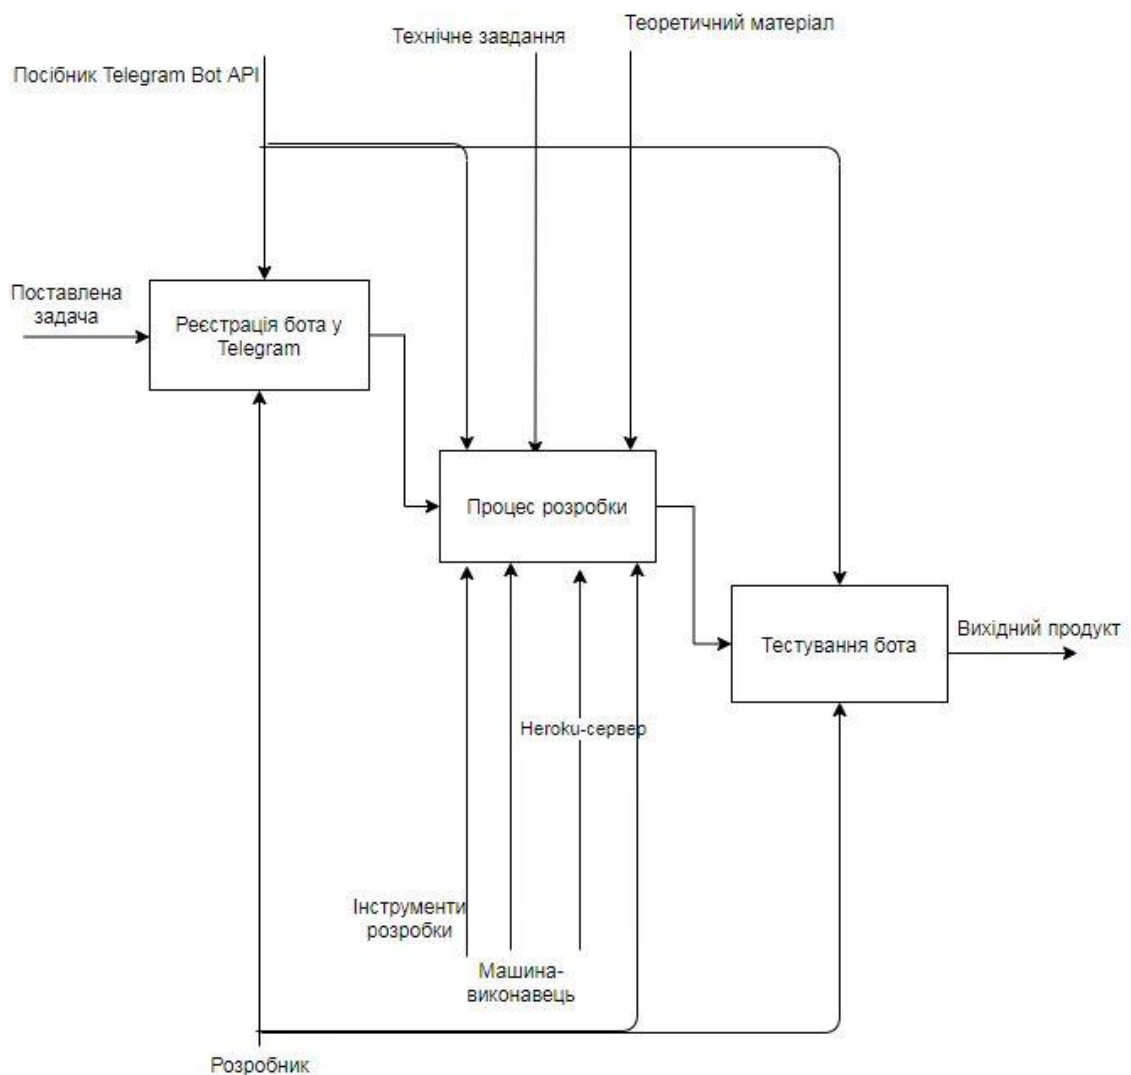 Теоретичний матеріал
Технічне завдання
Посібник Telegram Bot API
Поставлена
задача
Реєстрація бота у
Telegram
Процес розробки
Тестування бота
Вихідний продукт
Heroku-сервер
Інструменти
розробки
Машина-
виконавець
Розробник